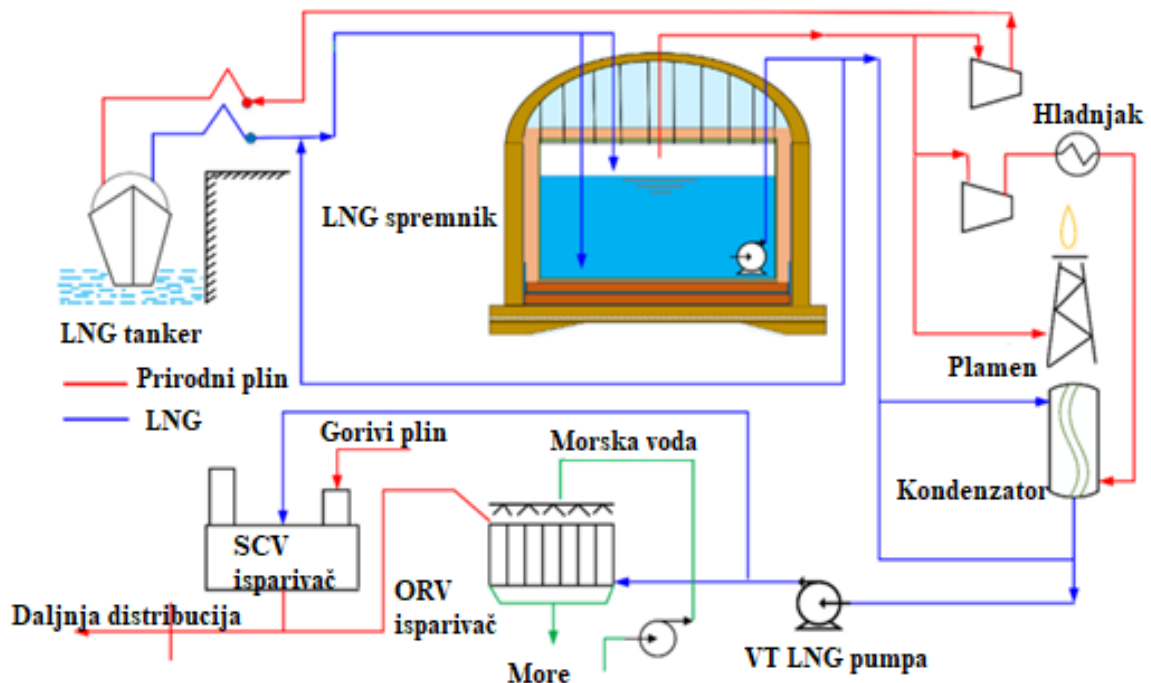 Hladnjak
LNG spremnik
LNG tanker
Prirodni plin
LNG
Plamen
Gorivi plin
Morska voda
Kondenzator
SCV
isparivač
ORV
isparivač
Daljnja distribucija
More
VT LNG pumpa